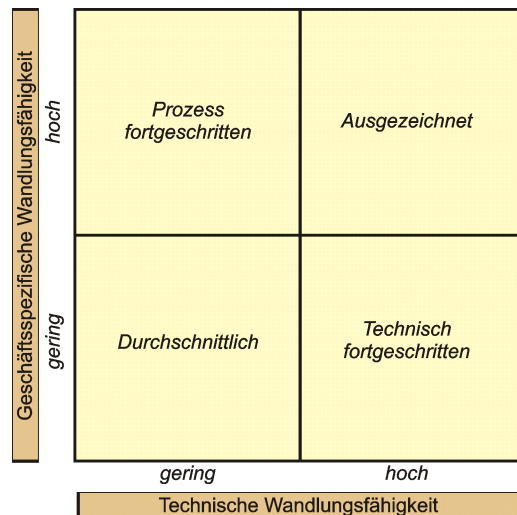 Geschäftsspezifische Wandlungsfähigkeit
hoch
gering
Prozess
fortgeschritten
Ausgezeichnet
Durchschnittlich
Technisch
fortgeschritten
gering
hoch
Technische Wandlungsfähigkeit